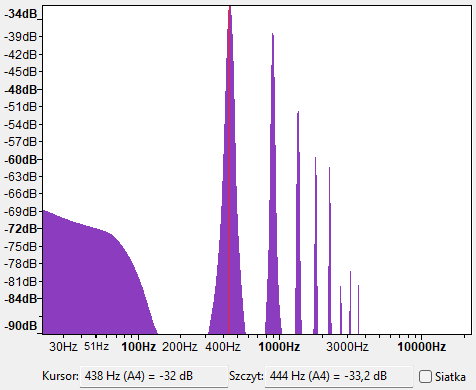 -34dB
-39dB
-42dB
-45dB
-48dB
-51dB
-54dB
-57dB
-60dB
-63dB
-66dB
-69dB
-72dB
-75dB
-78dB
-81dB
-84dB
-90dB
30Hz 51Hz 100Hz 200Hz 400Hz 1000Hz 3000Hz 10000Hz
Kursor: 438 Hz (A4) = -32 dB Szczyt: 444 Hz (A4) = -33,2 dB Siatka